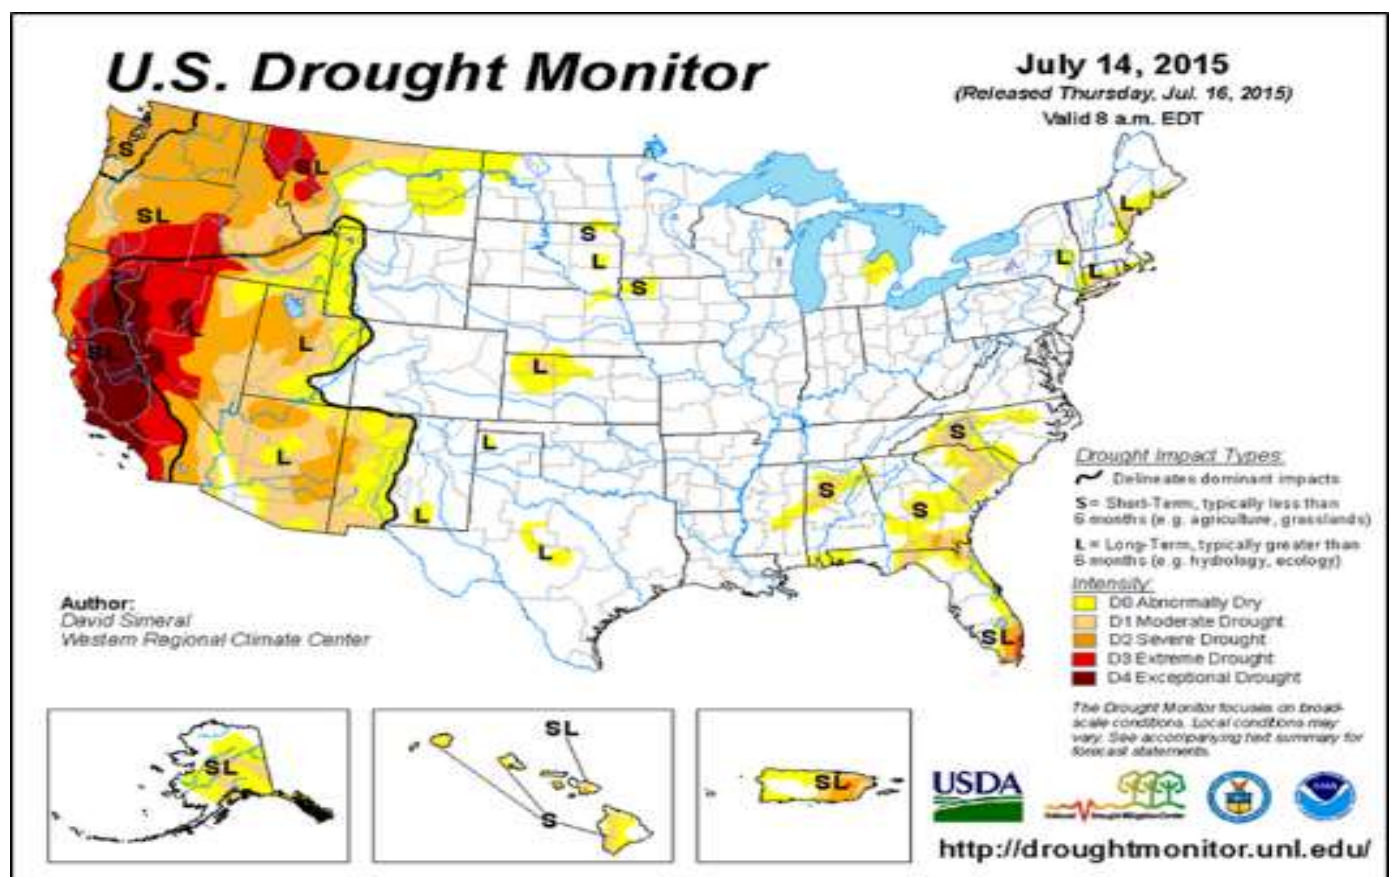 U.S. Drought Monitor
July 14, 2015
(Released Thursday, Jul. 16, 2015)
Valid 8 a.m. EDT
S
SL
SL
SL
L
L
L
L
L
L
L
S
L
S
S
S
S
SL
L
L
L
Drought Impact Types:
Delineates dominant impacts
S = Short-Term, typically less than
6 months (e.g. agriculture, grasslands)
L = Long-Term, typically greater than
6 months (e.g. hydrology, ecology)
Intensity:
D0 Abnormally Dry
D1 Moderate Drought
D2 Severe Drought
D3 Extreme Drought
D4 Exceptional Drought
Author:
David Simeral
Western Regional Climate Center
The Drought Monitor focuses on broad-
scale conditions. Local conditions may
vary. See accompanying text summary for
forecast statements.
SL
SL
S
SL
USDA
National Drought Mitigation Center
http://droughtmonitor.unl.edu/